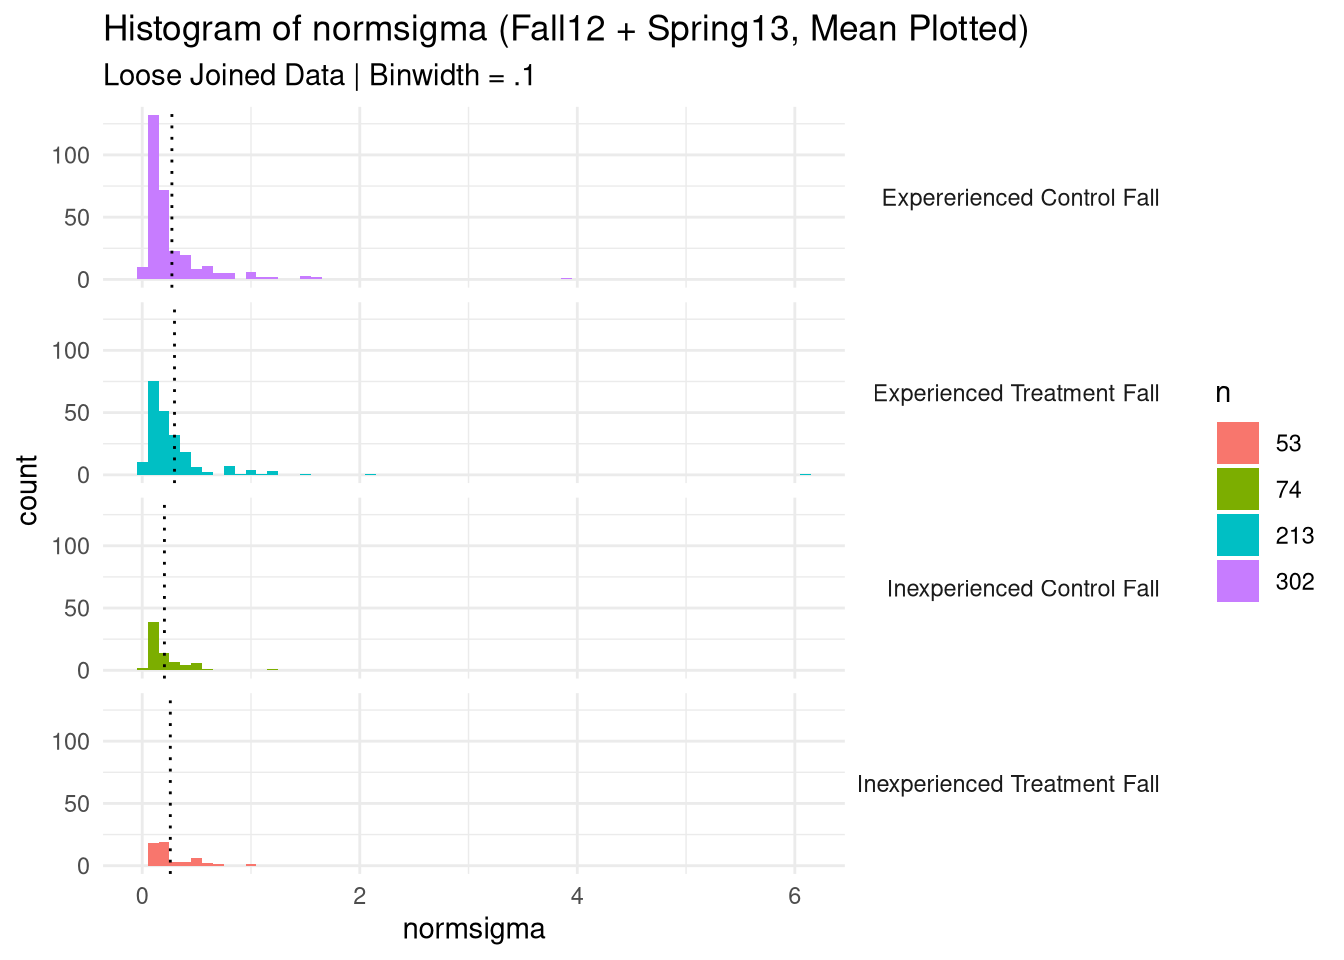 Histogram of normsigma (Fall12 + Spring13, Mean Plotted)
Loose Joined Data | Binwidth = .1
count
100
50
0
Expererienced Control Fall
100
50
0
Experienced Treatment Fall
100
50
0
Inexperienced Control Fall
100
50
0
Inexperienced Treatment Fall
0 2 4 6
normsigma
n
53
74
213
302